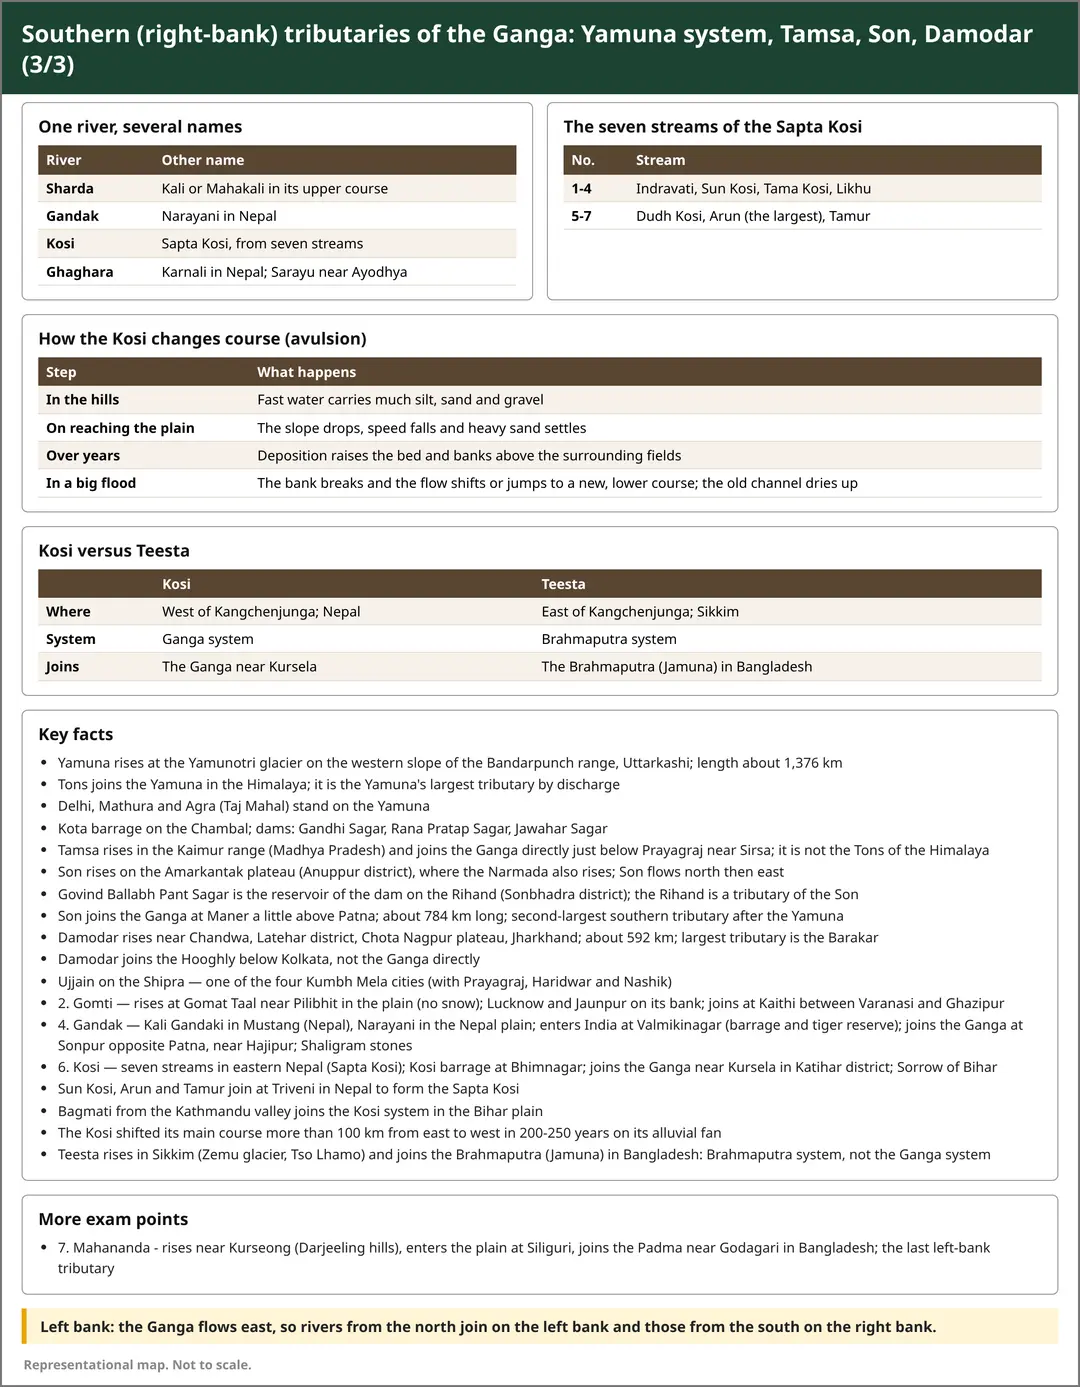 Southern (right-bank) tributaries of the Ganga: Yamuna system, Tamsa, Son, Damodar
(3/3)
One river, several names
River Other name
Sharda Kali or Mahakali in its upper course
Gandak Narayani in Nepal
Kosi Sapta Kosi, from seven streams
Ghaghara Karnali in Nepal; Sarayu near Ayodhya
The seven streams of the Sapta Kosi
No. Stream
1-4 Indravati, Sun Kosi, Tama Kosi, Likhu
5-7 Dudh Kosi, Arun (the largest), Tamur
How the Kosi changes course (avulsion)
Step What happens
In the hills Fast water carries much silt, sand and gravel
On reaching the plain The slope drops, speed falls and heavy sand settles
Over years Deposition raises the bed and banks above the surrounding fields
In a big flood The bank breaks and the flow shifts or jumps to a new, lower course; the old channel dries up
Kosi versus Teesta
Kosi Teesta
Where West of Kangchenjunga; Nepal East of Kangchenjunga; Sikkim
System Ganga system Brahmaputra system
Joins The Ganga near Kursela The Brahmaputra (Jamuna) in Bangladesh
Key facts
• Yamuna rises at the Yamunotri glacier on the western slope of the Bandarpunch range, Uttarkashi; length about 1,376 km
• Tons joins the Yamuna in the Himalaya; it is the Yamuna's largest tributary by discharge
• Delhi, Mathura and Agra (Taj Mahal) stand on the Yamuna
• Kota barrage on the Chambal; dams: Gandhi Sagar, Rana Pratap Sagar, Jawahar Sagar
• Tamsa rises in the Kaimur range (Madhya Pradesh) and joins the Ganga directly just below Prayagraj near Sirsa; it is not the Tons of the Himalaya
• Son rises on the Amarkantak plateau (Anuppur district), where the Narmada also rises; Son flows north then east
• Govind Ballabh Pant Sagar is the reservoir of the dam on the Rihand (Sonbhadra district); the Rihand is a tributary of the Son
• Son joins the Ganga at Maner a little above Patna; about 784 km long; second-largest southern tributary after the Yamuna
• Damodar rises near Chandwa, Latehar district, Chota Nagpur plateau, Jharkhand; about 592 km; largest tributary is the Barakar
• Damodar joins the Hooghly below Kolkata, not the Ganga directly
• Ujjain on the Shipra — one of the four Kumbh Mela cities (with Prayagraj, Haridwar and Nashik)
• 2. Gomti — rises at Gomat Taal near Pilibhit in the plain (no snow); Lucknow and Jaunpur on its bank; joins at Kaithi between Varanasi and Ghazipur
• 4. Gandak — Kali Gandaki in Mustang (Nepal), Narayani in the Nepal plain; enters India at Valmikinagar (barrage and tiger reserve); joins the Ganga at
Sonpur opposite Patna, near Hajipur; Shaligram stones
• 6. Kosi — seven streams in eastern Nepal (Sapta Kosi); Kosi barrage at Bhimnagar; joins the Ganga near Kursela in Katihar district; Sorrow of Bihar
• Sun Kosi, Arun and Tamur join at Triveni in Nepal to form the Sapta Kosi
• Bagmati from the Kathmandu valley joins the Kosi system in the Bihar plain
• The Kosi shifted its main course more than 100 km from east to west in 200-250 years on its alluvial fan
• Teesta rises in Sikkim (Zemu glacier, Tso Lhamo) and joins the Brahmaputra (Jamuna) in Bangladesh: Brahmaputra system, not the Ganga system
More exam points
• 7. Mahananda - rises near Kurseong (Darjeeling hills), enters the plain at Siliguri, joins the Padma near Godagari in Bangladesh; the last left-bank
tributary
Left bank: the Ganga flows east, so rivers from the north join on the left bank and those from the south on the right bank.
Representational map. Not to scale.